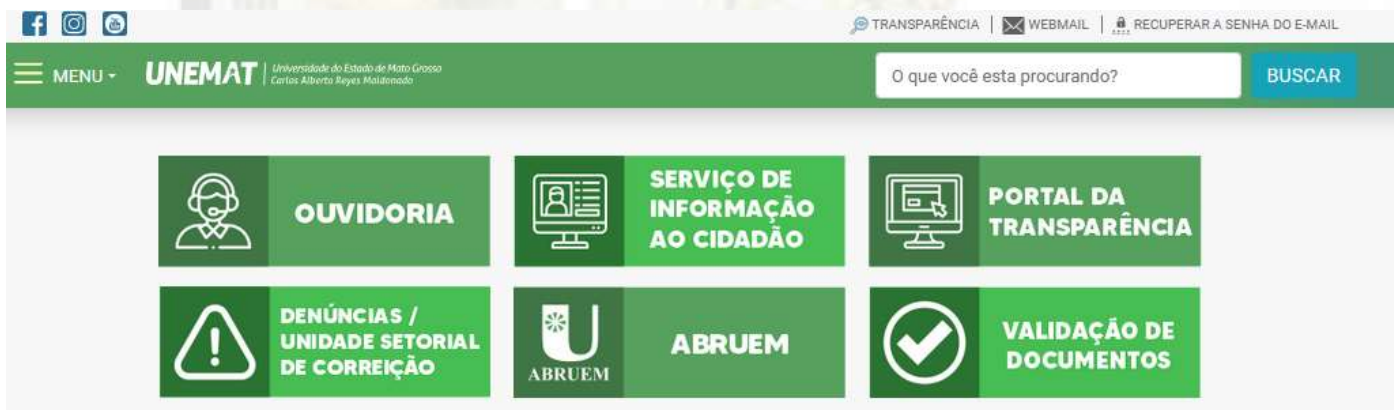 TRANSPARÊNCIA | WEBMAIL | RECUPERAR A SENHA DO E-MAIL
MENU UNEMAT | Universidade do Estado de Mato Grosso
Carlos Alberto Reyes Maldonado
O que você esta procurando? BUSCAR
OUVIDORIA
SERVIÇO DE
INFORMAÇÃO
AO CIDADÃO
PORTAL DA
TRANSPARÊNCIA
DENÚNCIAS /
UNIDADE SETORIAL
DE CORREIÇÃO
ABRUEM
ABRUEM
VALIDAÇÃO DE
DOCUMENTOS